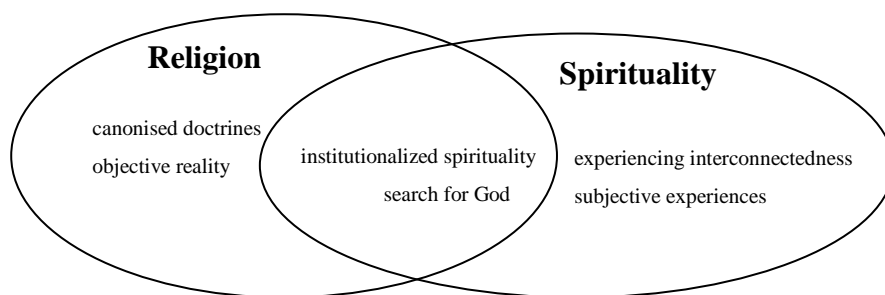 Religion
Spirituality
canonised doctrines
objective reality
institutionalized spirituality
search for God
experiencing interconnectedness
subjective experiences